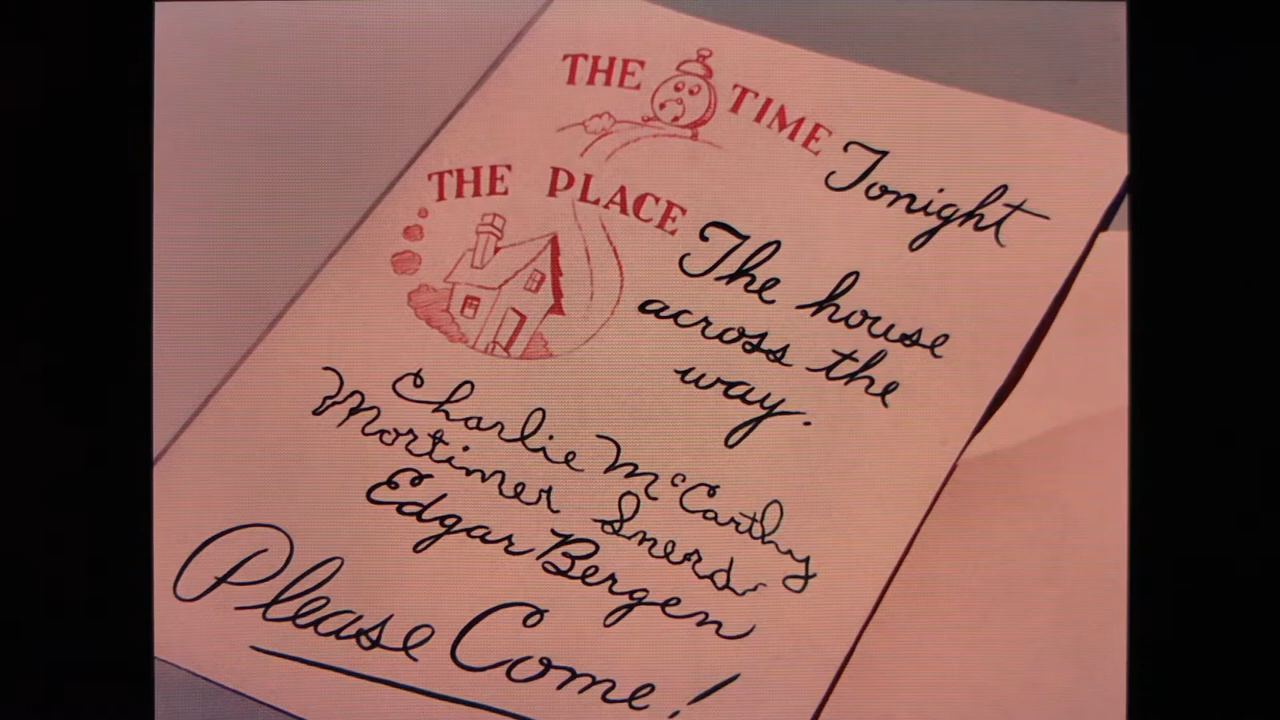 THE TIME Tonight
THE PLACE The house
across the
way.
Charlie McCarthy
Mortimer Snerd
Edgar Bergen
Please Come!